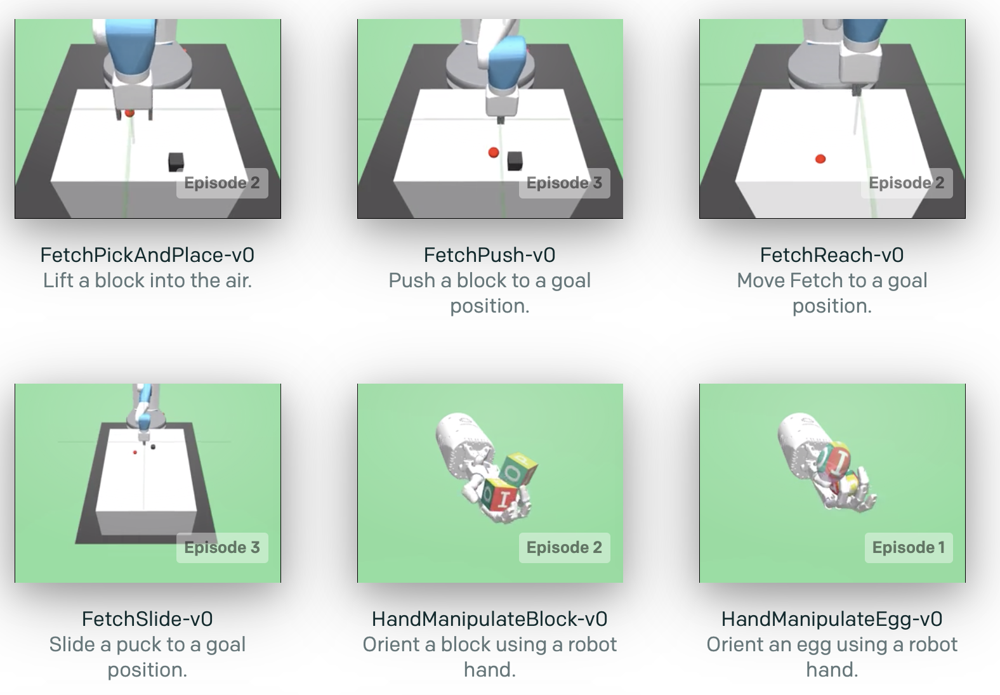 Episode 2
Episode 3
Episode 2
FetchPickAndPlace-v0
Lift a block into the air.
FetchPush-v0
Push a block to a goal
position.
FetchReach-v0
Move Fetch to a goal
position.
Episode 3
O
O
I
O
Episode 2
I
Episode 1
FetchSlide-v0
Slide a puck to a goal
position.
HandManipulateBlock-v0
Orient a block using a robot
hand.
HandManipulateEgg-v0
Orient an egg using a robot
hand.